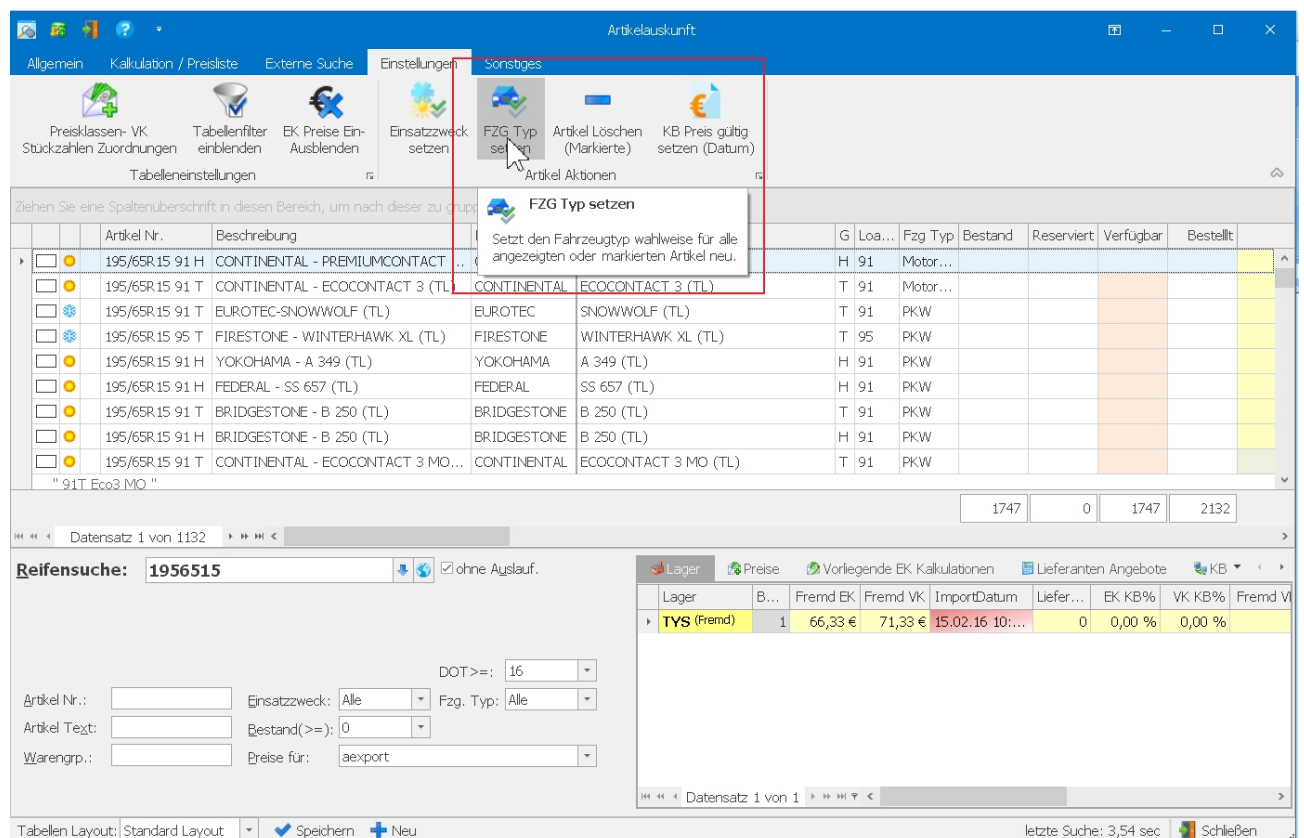 Artikelauskunft
Allgemein Kalkulation / Preisliste Externe Suche Einstellungen Sonstiges
Preisklassen- VK Stückzahlen Zuordnungen
Tabellenfilter einblenden
EK Preise Ein- Ausblenden
Einsatzzweck setzen
FZG Typ setzen
Artikel Löschen (Markierte)
KB Preis gültig setzen (Datum)
Tabelleneinstellungen Artikel Aktionen
Ziehen Sie eine Spaltenüberschrift in diesen Bereich, um nach dieser zu
FZG Typ setzen
Setzt den Fahrzeugtyp wahlweise für alle
angezeigten oder markierten Artikel neu.
Artikel Nr. Beschreibung G Loa... Fzg Typ Bestand Reserviert Verfügbar Bestellt
195/65R15 91 H CONTINENTAL - PREMIUMCONTACT ... H 91 Motor...
195/65R15 91 T CONTINENTAL - ECOCONTACT 3 (TL) CONTINENTAL ECOCONTACT 3 (TL) T 91 Motor...
195/65R15 91 T EUROTEC-SNOWWOLF (TL) EUROTEC SNOWWOLF (TL) T 91 PKW
195/65R15 95 T FIRESTONE - WINTERHAWK XL (TL) FIRESTONE WINTERHAWK XL (TL) T 95 PKW
195/65R15 91 H YOKOHAMA - A 349 (TL) YOKOHAMA A 349 (TL) H 91 PKW
195/65R15 91 H FEDERAL - SS 657 (TL) FEDERAL SS 657 (TL) H 91 PKW
195/65R15 91 T BRIDGESTONE - B 250 (TL) BRIDGESTONE B 250 (TL) T 91 PKW
195/65R15 91 H BRIDGESTONE - B 250 (TL) BRIDGESTONE B 250 (TL) H 91 PKW
195/65R15 91 T CONTINENTAL - ECOCONTACT 3 MO... CONTINENTAL ECOCONTACT 3 MO (TL) T 91 PKW
" 91T Eco3 MO "
1747 0 1747 2132
Datensatz 1 von 1132
Reifensuche: 1956515 ohne Auslauf.
DOT>=: 16
Artikel Nr.: Einsatzzweck: Alle Fzg. Typ: Alle
Artikel Text: Bestand(>=): 0
Warengrp.: Preise für: aexport
Lager Preise Vorliegende EK Kalkulationen Lieferanten Angebote KB
Lager B... Fremd EK Fremd VK ImportDatum Liefer... EK KB% VK KB% Fremd
TYS (Fremd) 1 66,33 € 71,33 € 15.02.16 10:... 0 0,00 % 0,00 %
Datensatz 1 von 1
Tabellen Layout: Standard Layout Speichern Neu letzte Suche: 3,54 sec Schließen